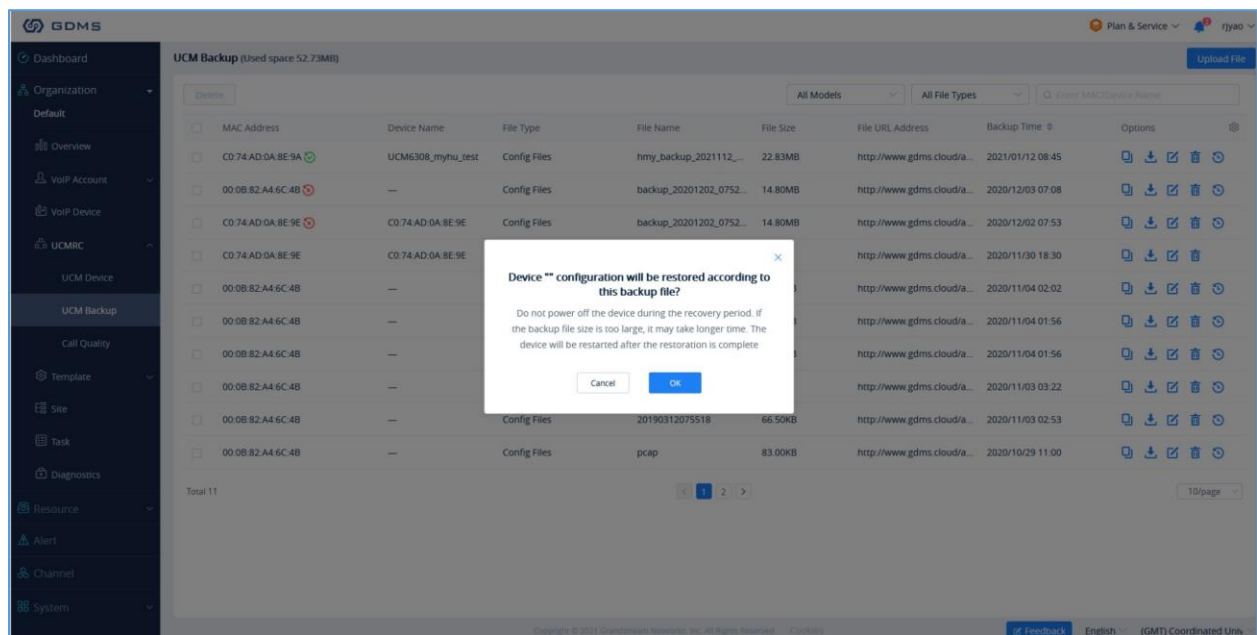 GDMS
Plan & Service
rjyao
Dashboard
UCM Backup (Used space 52.73MB)
Upload File
Organization
Default
Delete
All Models
All File Types
Enter MAC/Device Name
MAC Address Device Name File Type File Name File Size File URL Address Backup Time Options
Overview
C0:74:AD:0A:8E:9A UCM6308_myhu_test Config Files hmy_backup_2021112_... 22.83MB http://www.gdms.cloud/a... 2021/01/12 08:45
VoIP Account
00:0B:82:A4:6C:4B — Config Files backup_20201202_0752... 14.80MB http://www.gdms.cloud/a... 2020/12/03 07:08
VoIP Device
C0:74:AD:0A:8E:9E C0:74:AD:0A:8E:9E Config Files backup_20201202_0752... 14.80MB http://www.gdms.cloud/a... 2020/12/02 07:53
UCMRC
C0:74:AD:0A:8E:9E C0:74:AD:0A:8E:9E http://www.gdms.cloud/a... 2020/11/30 18:30
UCM Device
00:0B:82:A4:6C:4B — http://www.gdms.cloud/a... 2020/11/04 02:02
UCM Backup
00:0B:82:A4:6C:4B — http://www.gdms.cloud/a... 2020/11/04 01:56
Call Quality
00:0B:82:A4:6C:4B — http://www.gdms.cloud/a... 2020/11/04 01:56
Template
00:0B:82:A4:6C:4B — http://www.gdms.cloud/a... 2020/11/03 03:22
Site
00:0B:82:A4:6C:4B — Config Files 20190312075518 66.50KB http://www.gdms.cloud/a... 2020/11/03 02:53
Task
00:0B:82:A4:6C:4B — Config Files pcap 83.00KB http://www.gdms.cloud/a... 2020/10/29 11:00
Diagnostics
Device "" configuration will be restored according to
this backup file?
Do not power off the device during the recovery period. If
the backup file size is too large, it may take longer time. The
device will be restarted after the restoration is complete
Cancel
OK
Total 11
1 2
10/page
Resource
Alert
Channel
System
Copyright © 2021 Grandstream Networks, Inc. All Rights Reserved. Cookies
Feedback
English
(GMT) Coordinated Univ